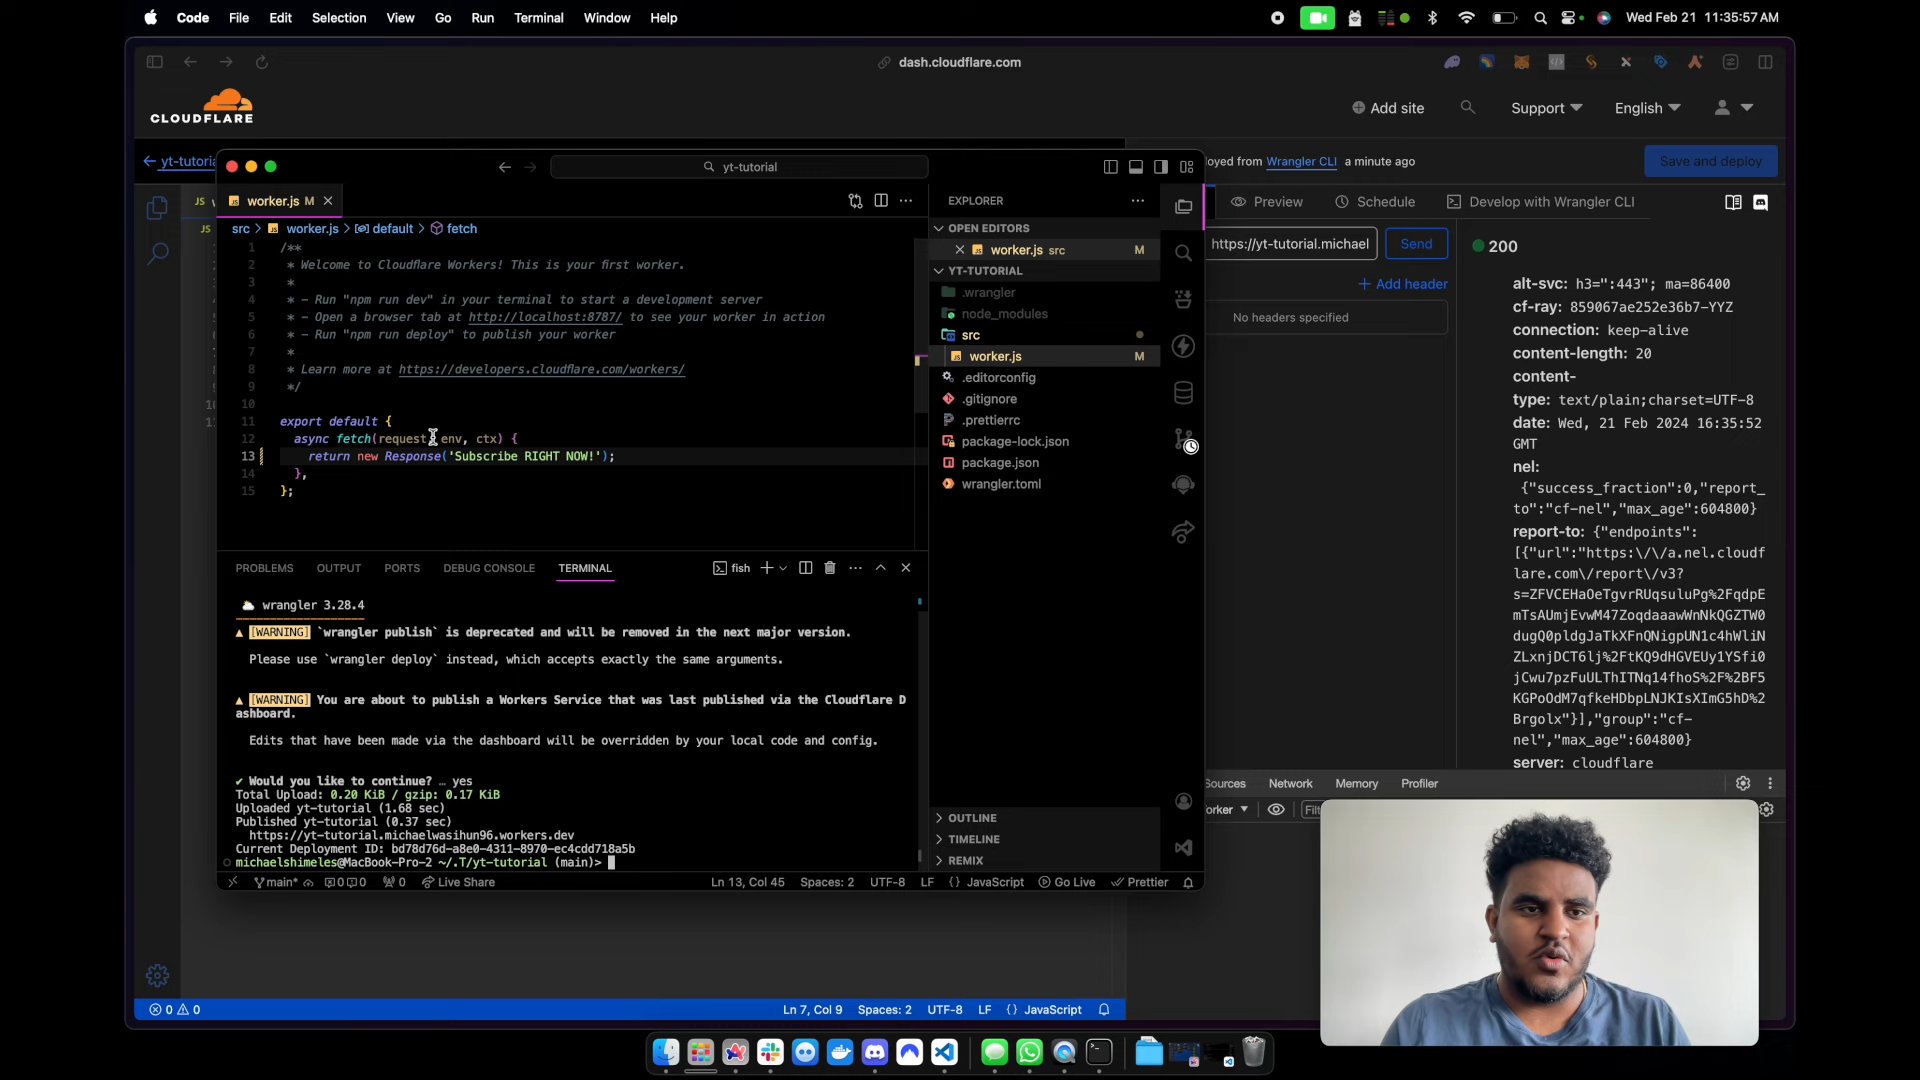 Code File Edit Selection View Go Run Terminal Window Help
Wed Feb 21 11:35:57 AM
dash.cloudflare.com
CLOUDFLARE
Add site
Support
English
yt-tutoria
oyed from Wrangler CLI a minute ago
Save and deploy
Preview
Schedule
Develop with Wrangler CLI
https://yt-tutorial.michael
Send
Add header
No headers specified
200
alt-svc: h3=":443"; ma=86400
cf-ray: 859067ae252e36b7-YYZ
connection: keep-alive
content-length: 20
content-
type: text/plain;charset=UTF-8
date: Wed, 21 Feb 2024 16:35:52
GMT
nel:
{"success_fraction":0,"report_
to":"cf-nel","max_age":604800}
report-to: {"endpoints":
[{"url":"https:\/\/a.nel.cloudf
lare.com\/report\/v3?
s=ZFVCEHaOeTgvrRUqsuluPg%2FqdpE
mTsAUmjEvwM47ZoqdaaawWnNkQGZTW0
dugQ0pldgJaTkXFnQNigpUN1c4hWliN
ZLxnjDCT6lj%2FtKQ9dHGVEUy1YSfi0
jCwu7pzFuULThITNq14fhoS%2F%2BF5
KGPoOdM7qfkeHDbpLNJKIsXImG5hD%2
Brgolx"}],"group":"cf-
nel","max_age":604800}
server: cloudflare
ources Network Memory Profiler
orker
Filt
yt-tutorial
worker.js M
src > worker.js > default > fetch
1 /**
2 * Welcome to Cloudflare Workers! This is your first worker.
3 *
4 * - Run "npm run dev" in your terminal to start a development server
5 * - Open a browser tab at http://localhost:8787/ to see your worker in action
6 * - Run "npm run deploy" to publish your worker
7 *
8 * Learn more at https://developers.cloudflare.com/workers/
9 */
10
11 export default {
12 async fetch(request, env, ctx) {
13 return new Response('Subscribe RIGHT NOW!');
14 },
15 };
EXPLORER
OPEN EDITORS
worker.js src M
YT-TUTORIAL
.wrangler
node_modules
src
worker.js M
.editorconfig
.gitignore
.prettierrc
package-lock.json
package.json
wrangler.toml
OUTLINE
TIMELINE
REMIX
PROBLEMS OUTPUT PORTS DEBUG CONSOLE TERMINAL
fish
wrangler 3.28.4
▲ [WARNING] `wrangler publish` is deprecated and will be removed in the next major version.
Please use `wrangler deploy` instead, which accepts exactly the same arguments.
▲ [WARNING] You are about to publish a Workers Service that was last published via the Cloudflare D
ashboard.
Edits that have been made via the dashboard will be overridden by your local code and config.
✔ Would you like to continue? … yes
Total Upload: 0.20 KiB / gzip: 0.17 KiB
Uploaded yt-tutorial (1.68 sec)
Published yt-tutorial (0.37 sec)
https://yt-tutorial.michaelwasihun96.workers.dev
Current Deployment ID: bd78d76d-a8e0-4311-8970-ec4cdd718a5b
michaelshimeles@MacBook-Pro-2 ~/.T/yt-tutorial (main)>
main* 0 0 0 Live Share
Ln 13, Col 45 Spaces: 2 UTF-8 LF {} JavaScript Go Live Prettier
0 0
Ln 7, Col 9 Spaces: 2 UTF-8 LF {} JavaScript